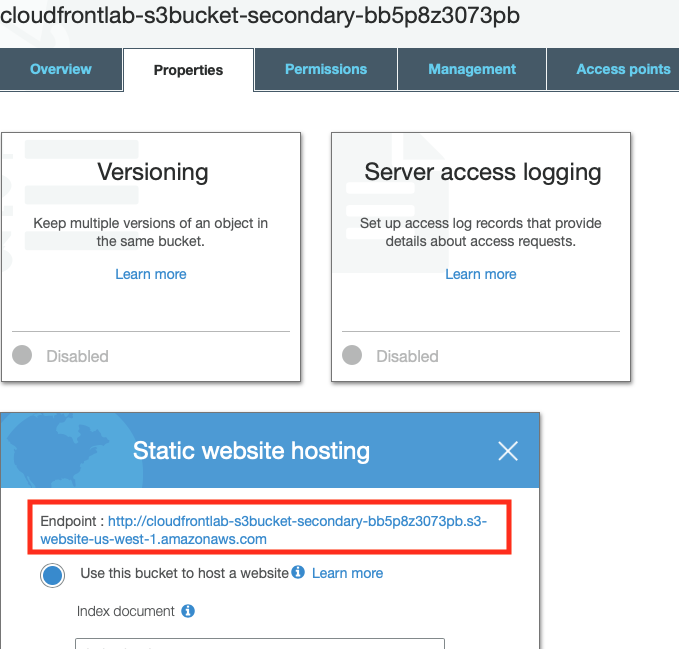 cloudfrontlab-s3bucket-secondary-bb5p8z3073pb
Overview
Properties
Permissions
Management
Access points
Versioning
Keep multiple versions of an object in
the same bucket.
Learn more
Disabled
Server access logging
Set up access log records that provide
details about access requests.
Learn more
Disabled
Static website hosting
Endpoint : http://cloudfrontlab-s3bucket-secondary-bb5p8z3073pb.s3-
website-us-west-1.amazonaws.com
Use this bucket to host a website Learn more
Index document